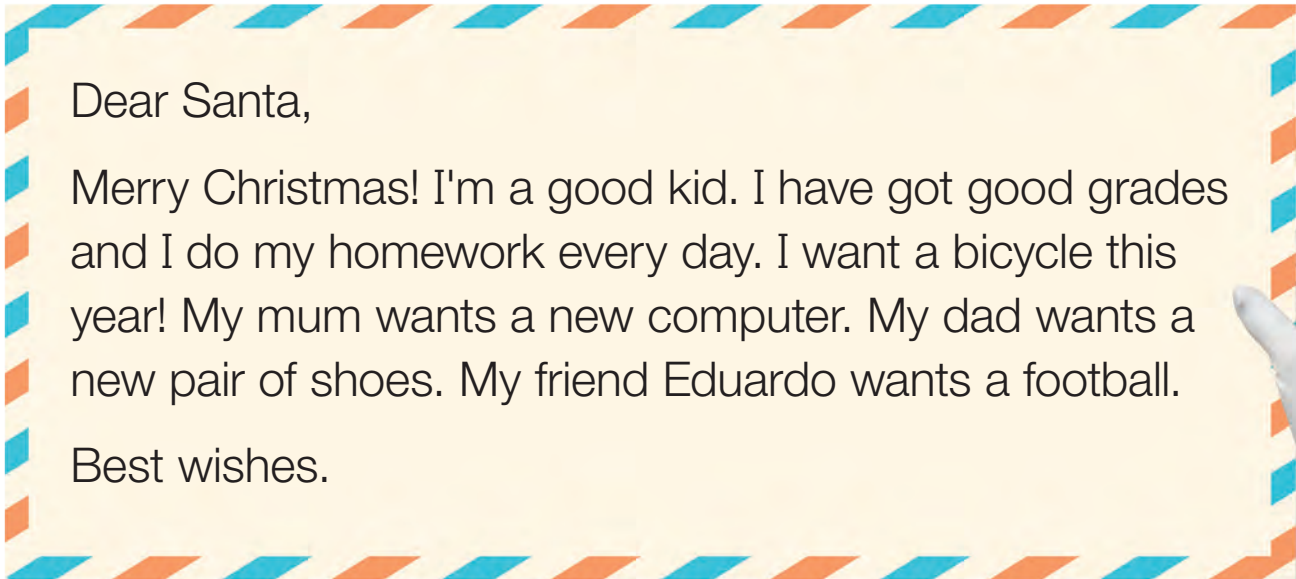 Dear Santa,
Merry Christmas! I'm a good kid. I have got good grades
and I do my homework every day. I want a bicycle this
year! My mum wants a new computer. My dad wants a
new pair of shoes. My friend Eduardo wants a football.
Best wishes.